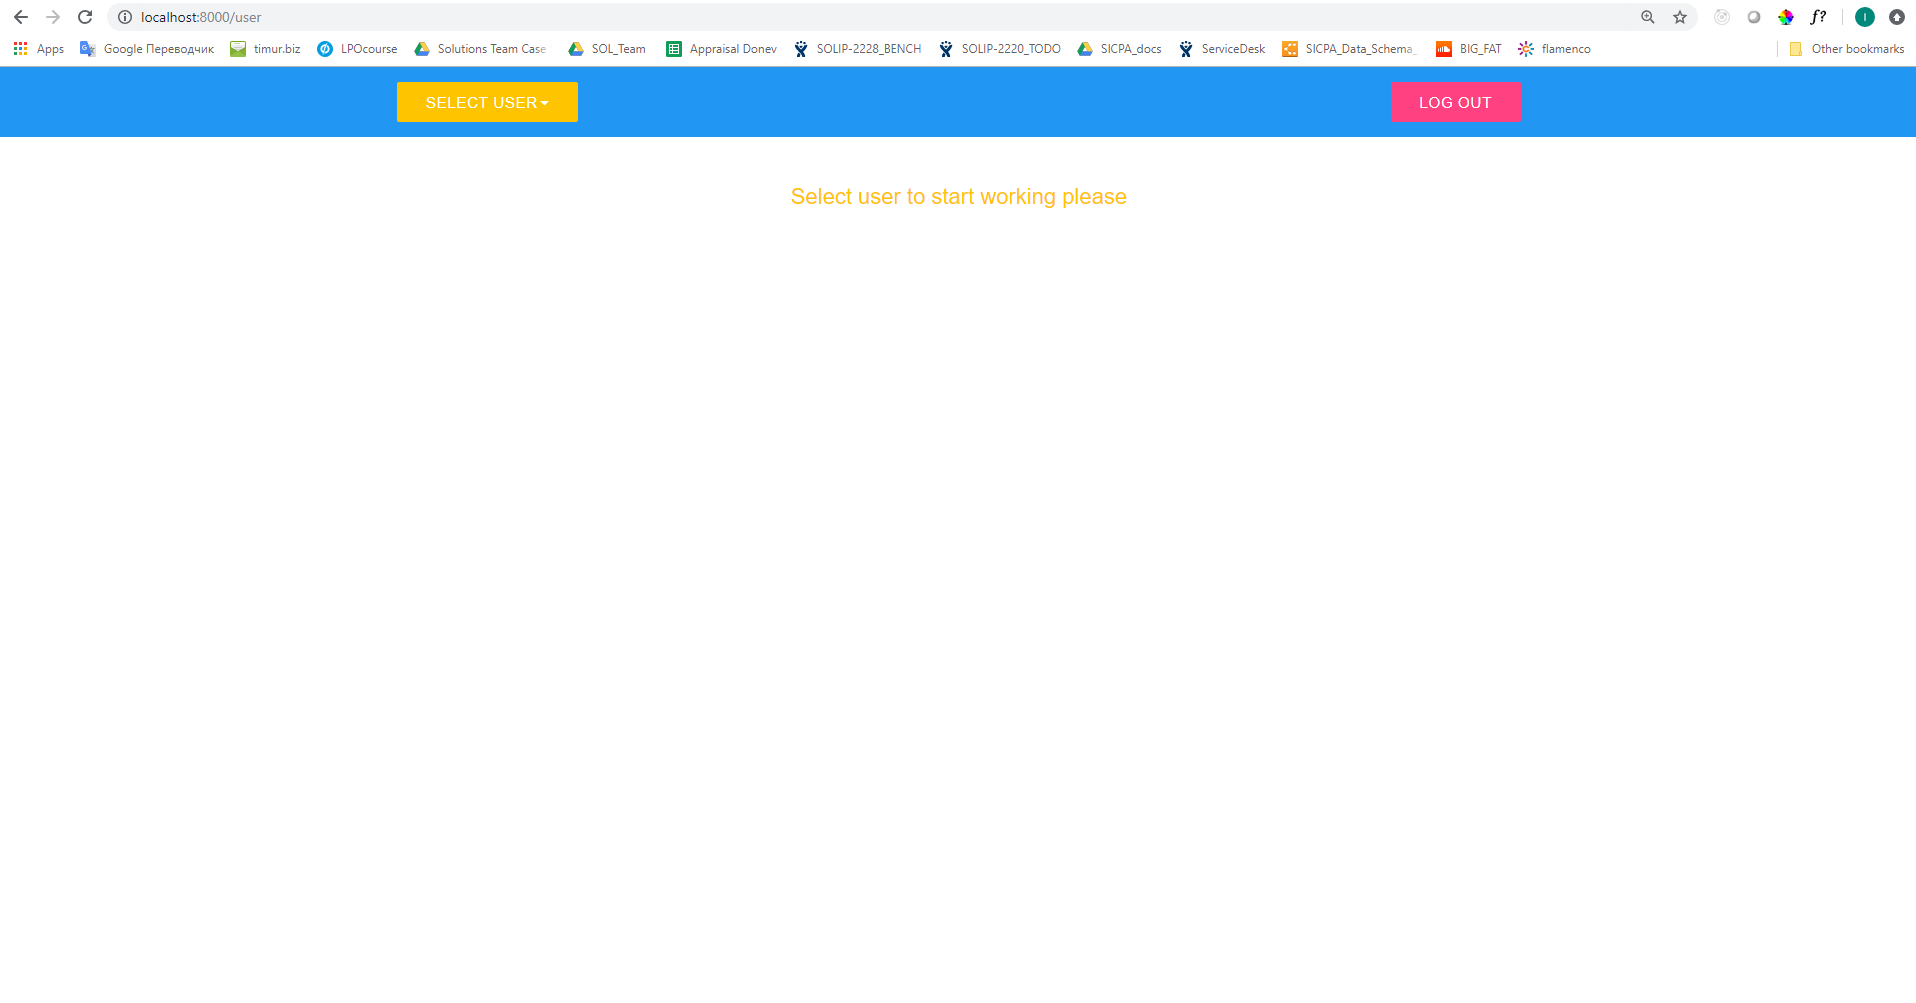 localhost:8000/user
f?
I
Apps
Google Переводчик
timur.biz
LPOcourse
Solutions Team Case
SOL_Team
Appraisal Donev
SOLIP-2228_BENCH
SOLIP-2220_TODO
SICPA_docs
ServiceDesk
SICPA_Data_Schema_
BIG_FAT
flamenco
Other bookmarks
SELECT USER
LOG OUT
Select user to start working please